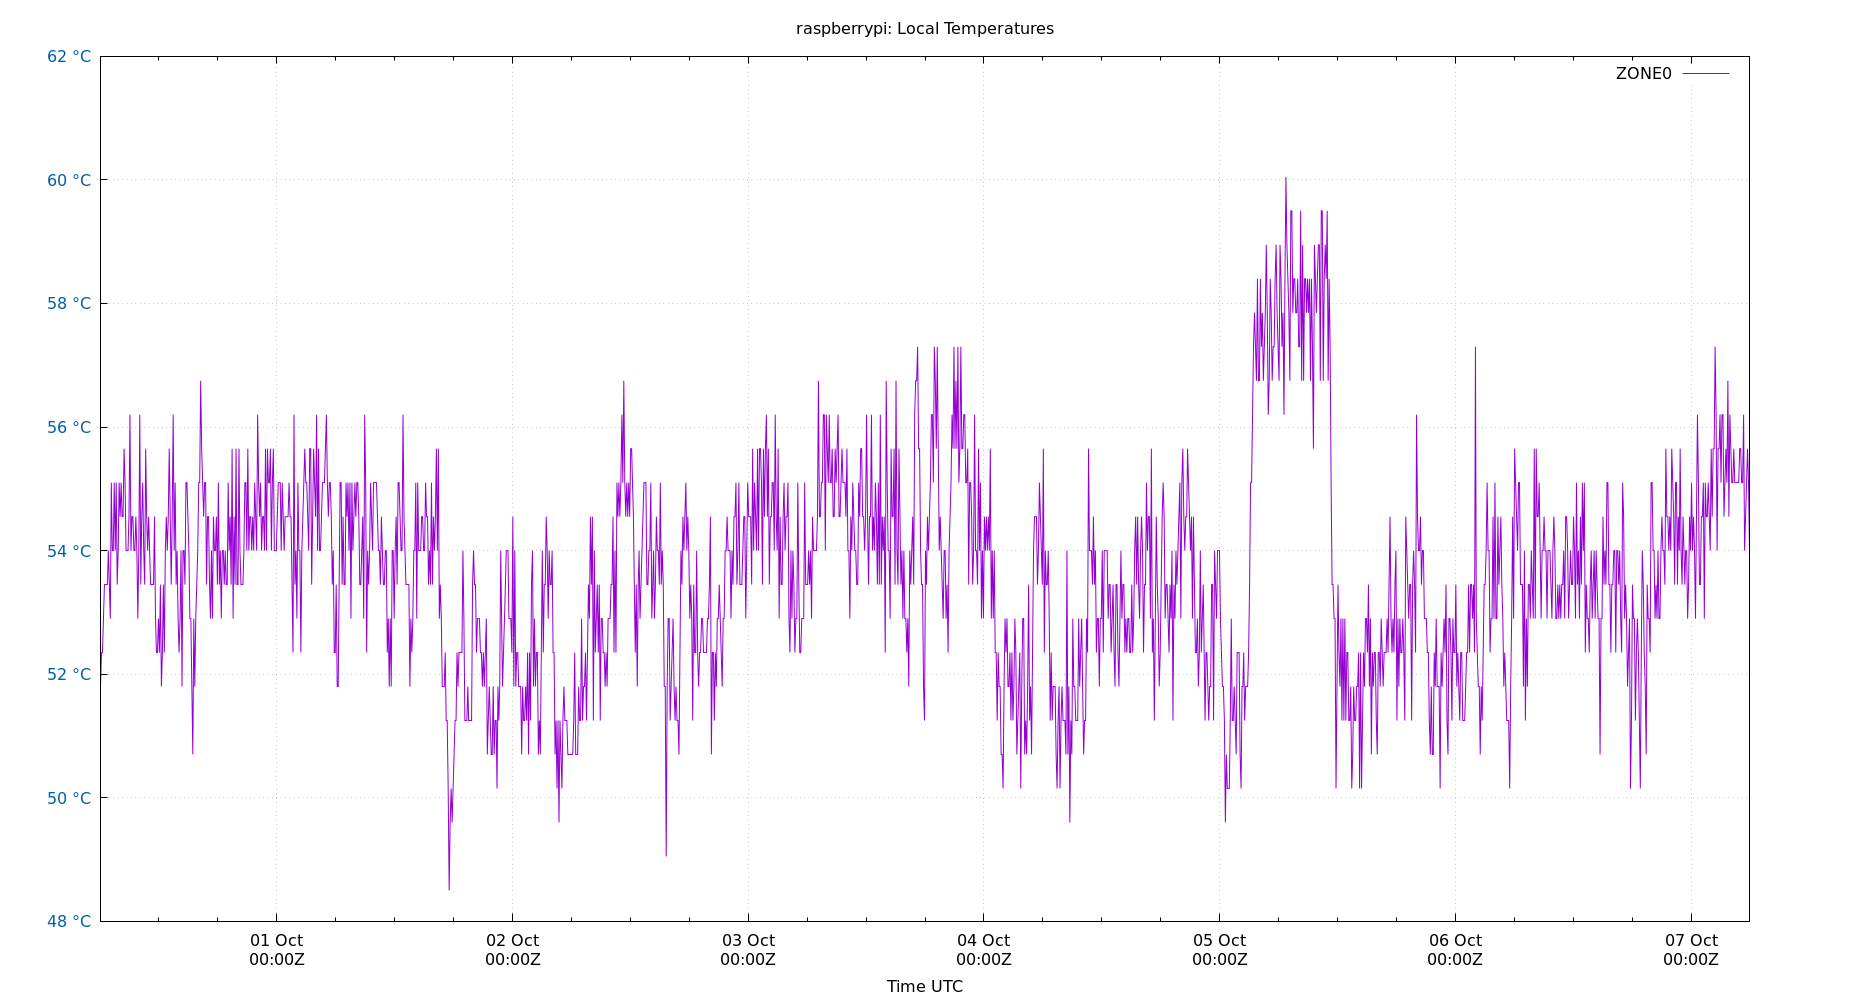 raspberrypi: Local Temperatures
ZONE0
62 °C
60 °C
58 °C
56 °C
54 °C
52 °C
50 °C
48 °C
01 Oct
00:00Z
02 Oct
00:00Z
03 Oct
00:00Z
04 Oct
00:00Z
05 Oct
00:00Z
06 Oct
00:00Z
07 Oct
00:00Z
Time UTC